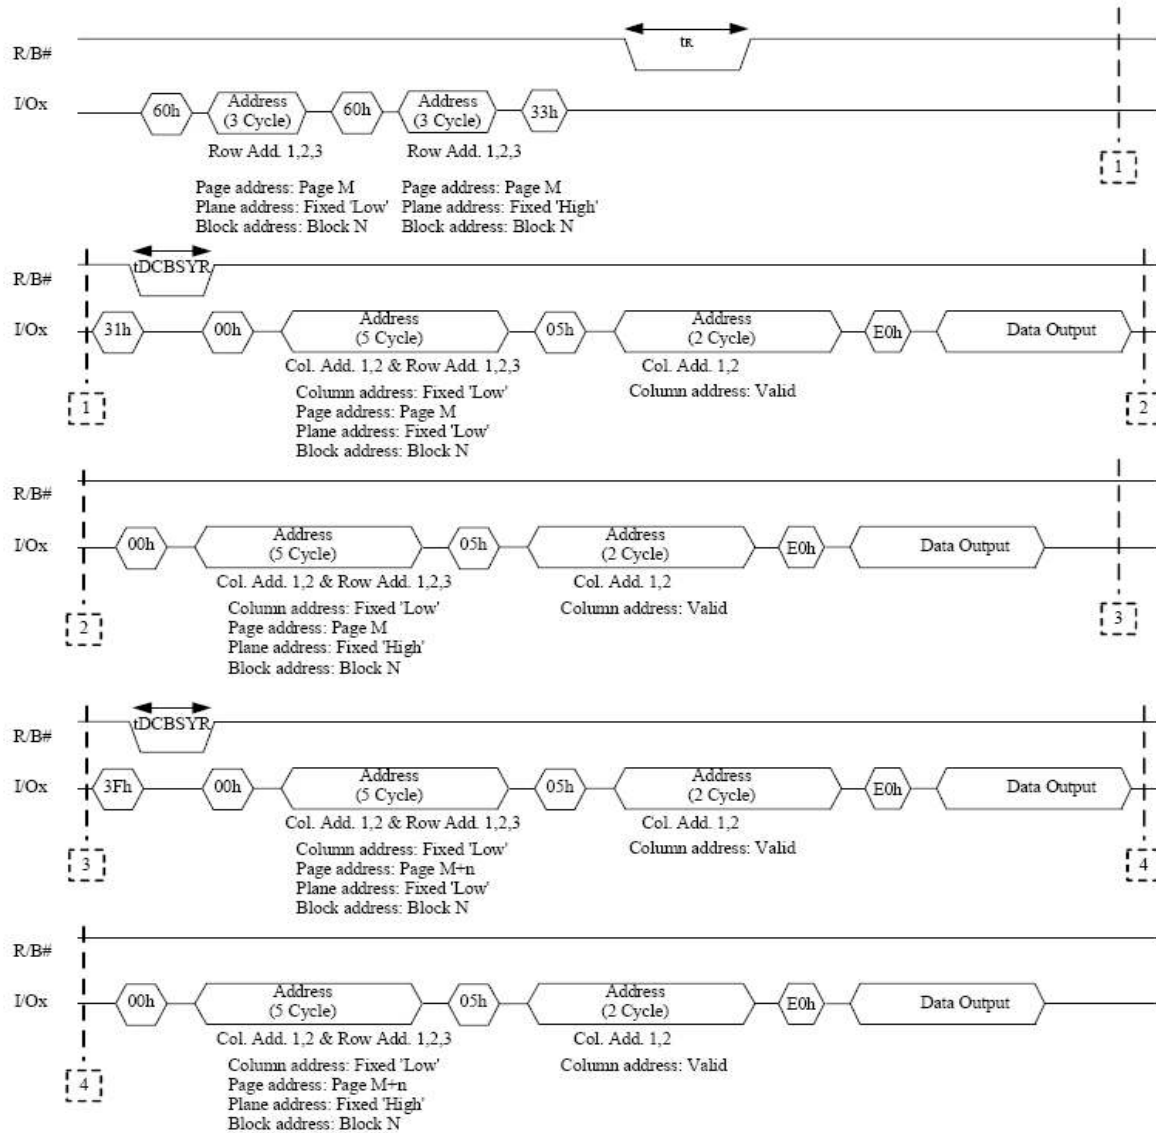 tR
R/B#
I/Ox 60h Address (3 Cycle) 60h Address (3 Cycle) 33h
Row Add. 1,2,3 Row Add. 1,2,3
1
Page address: Page M Page address: Page M
Plane address: Fixed 'Low' Plane address: Fixed 'High'
Block address: Block N Block address: Block N
tDCBSYR
R/B#
I/Ox 31h 00h Address (5 Cycle) 05h Address (2 Cycle) E0h Data Output
Col. Add. 1,2 & Row Add. 1,2,3 Col. Add. 1,2
Column address: Fixed 'Low' Column address: Valid
1 Page address: Page M 2
Plane address: Fixed 'Low'
Block address: Block N
R/B#
I/Ox 00h Address (5 Cycle) 05h Address (2 Cycle) E0h Data Output
Col. Add. 1,2 & Row Add. 1,2,3 Col. Add. 1,2
Column address: Fixed 'Low' Column address: Valid
2 Page address: Page M 3
Plane address: Fixed 'High'
Block address: Block N
tDCBSYR
R/B#
I/Ox 3Fh 00h Address (5 Cycle) 05h Address (2 Cycle) E0h Data Output
Col. Add. 1,2 & Row Add. 1,2,3 Col. Add. 1,2
Column address: Fixed 'Low' Column address: Valid
3 Page address: Page M+n 4
Plane address: Fixed 'Low'
Block address: Block N
R/B#
I/Ox 00h Address (5 Cycle) 05h Address (2 Cycle) E0h Data Output
Col. Add. 1,2 & Row Add. 1,2,3 Col. Add. 1,2
Column address: Fixed 'Low' Column address: Valid
4 Page address: Page M+n
Plane address: Fixed 'High'
Block address: Block N